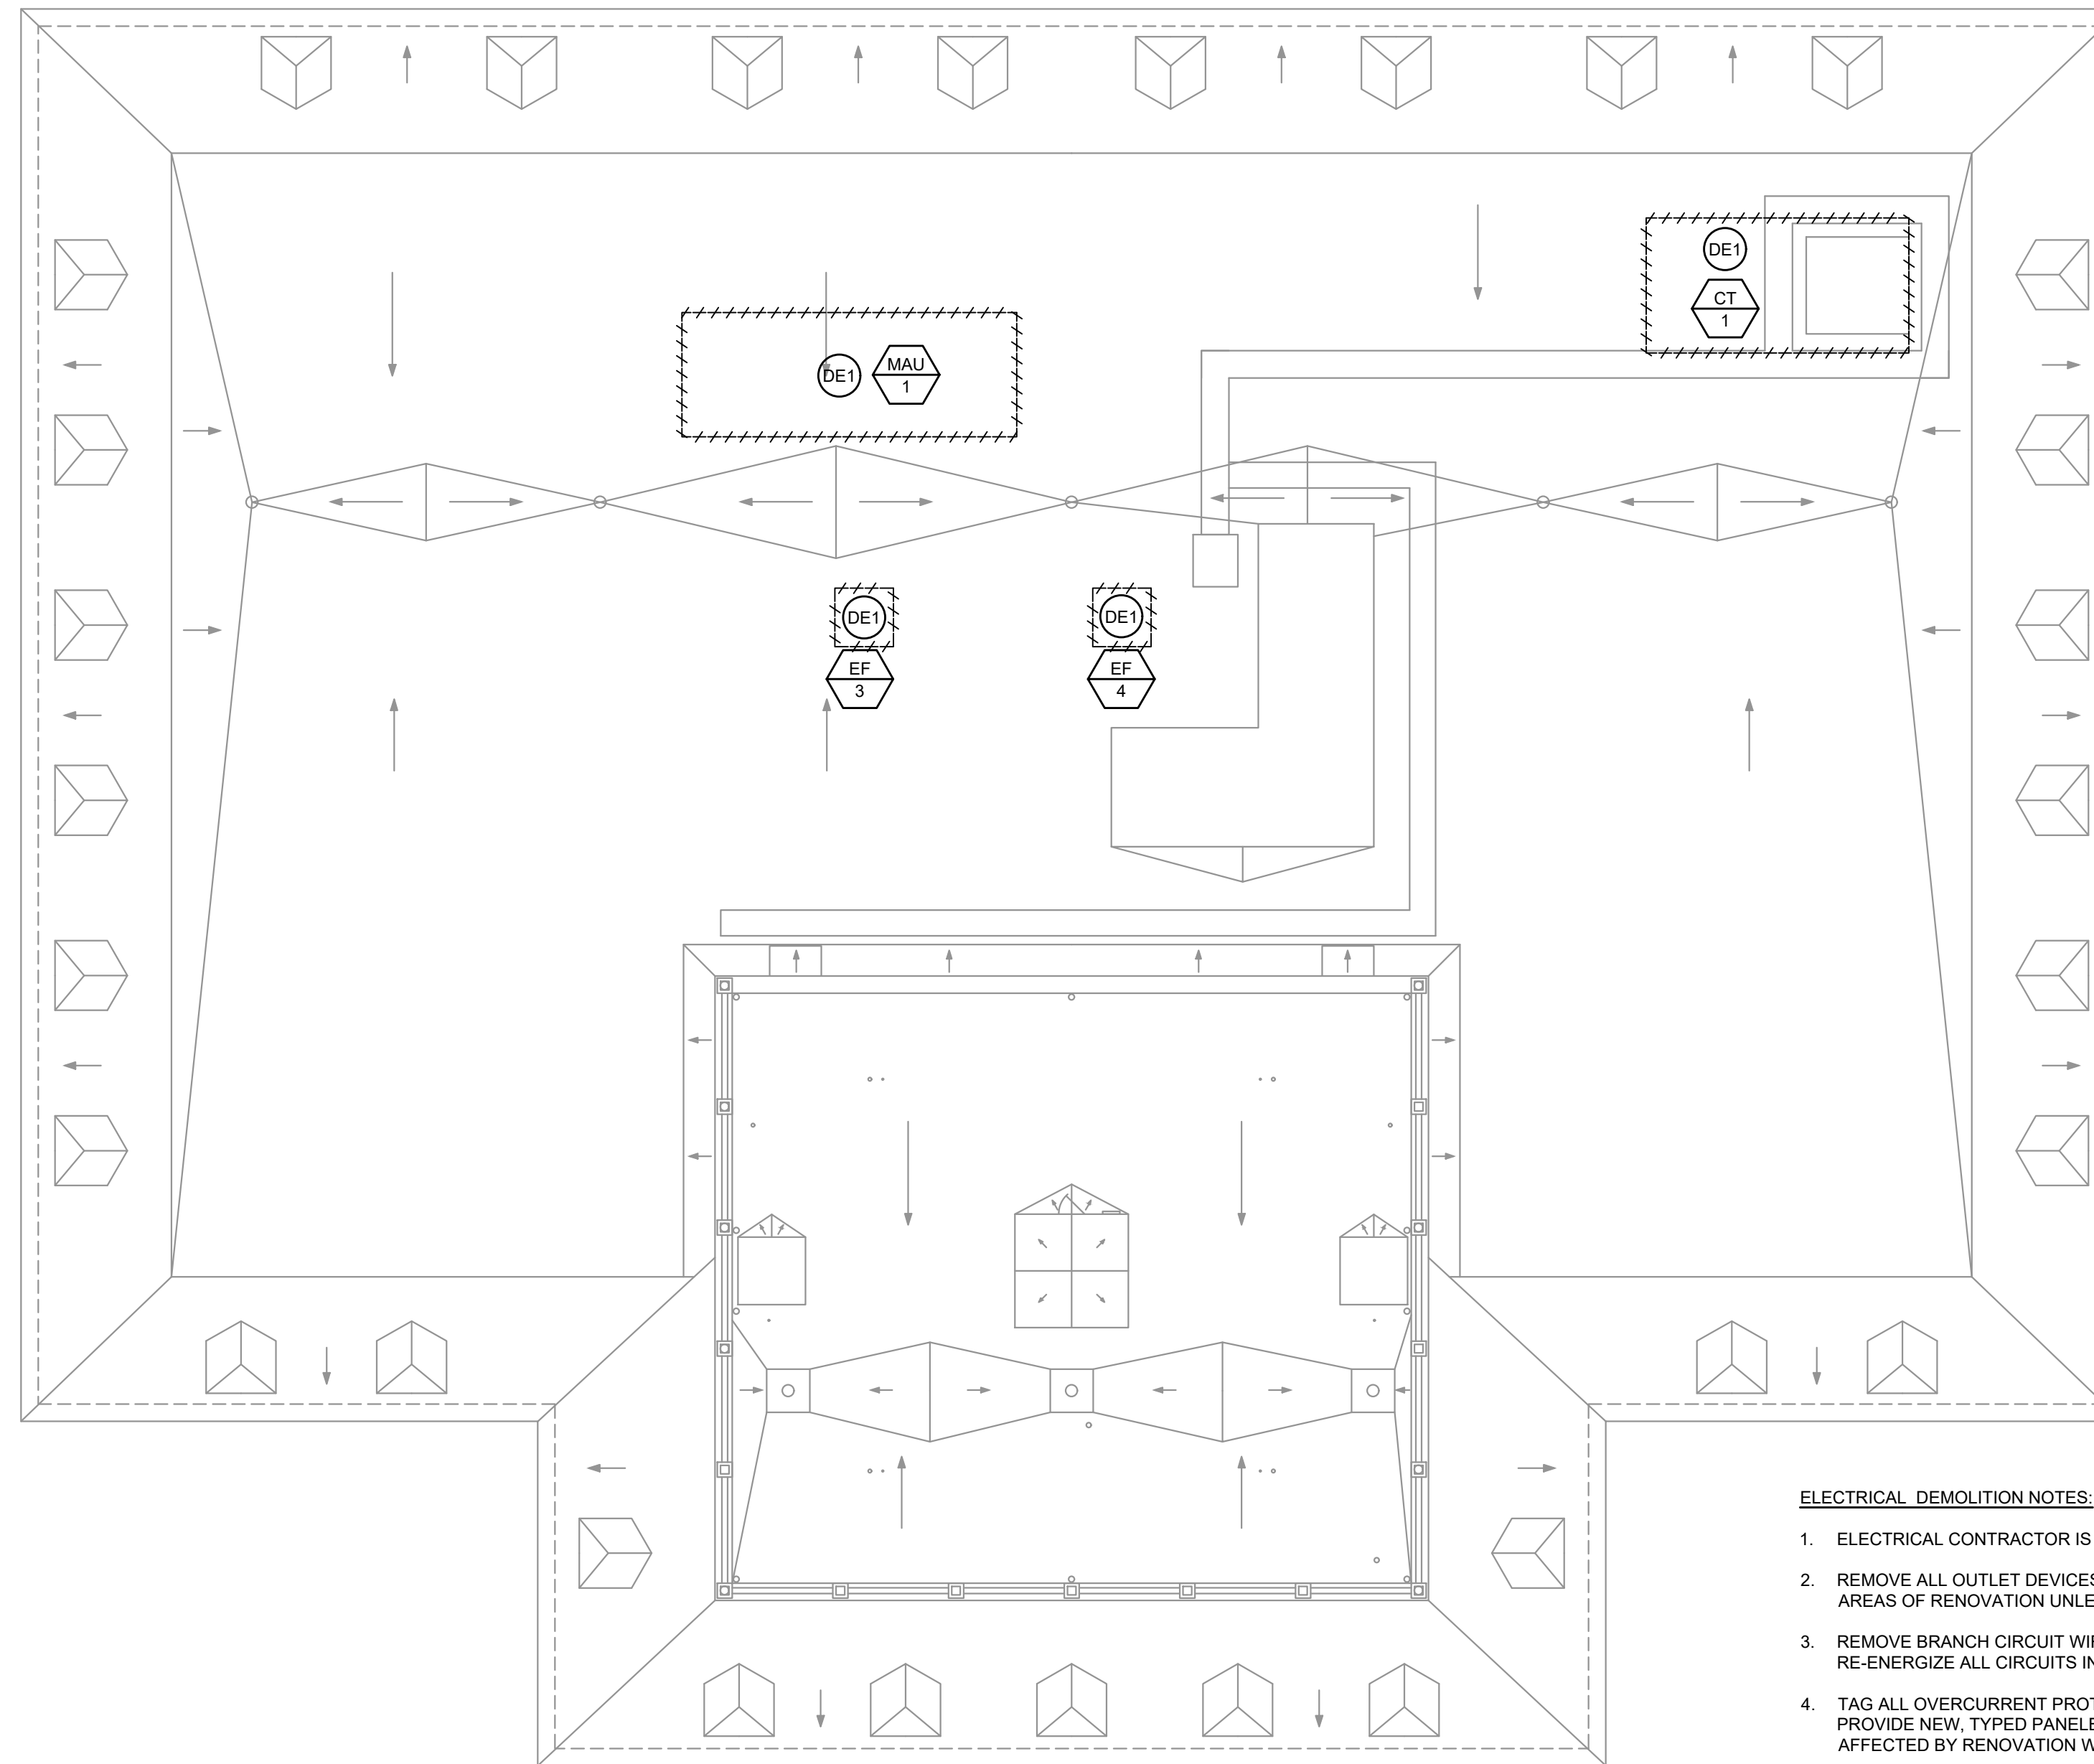 DE1
CT
1
DE1
MAU
1
DE1
EF
3
DE1
EF
4
ELECTRICAL DEMOLITION NOTES:
1. ELECTRICAL CONTRACTOR IS
2. REMOVE ALL OUTLET DEVICES
AREAS OF RENOVATION UNLE
3. REMOVE BRANCH CIRCUIT WI
RE-ENERGIZE ALL CIRCUITS IN
4. TAG ALL OVERCURRENT PROT
PROVIDE NEW, TYPED PANELE
AFFECTED BY RENOVATION W